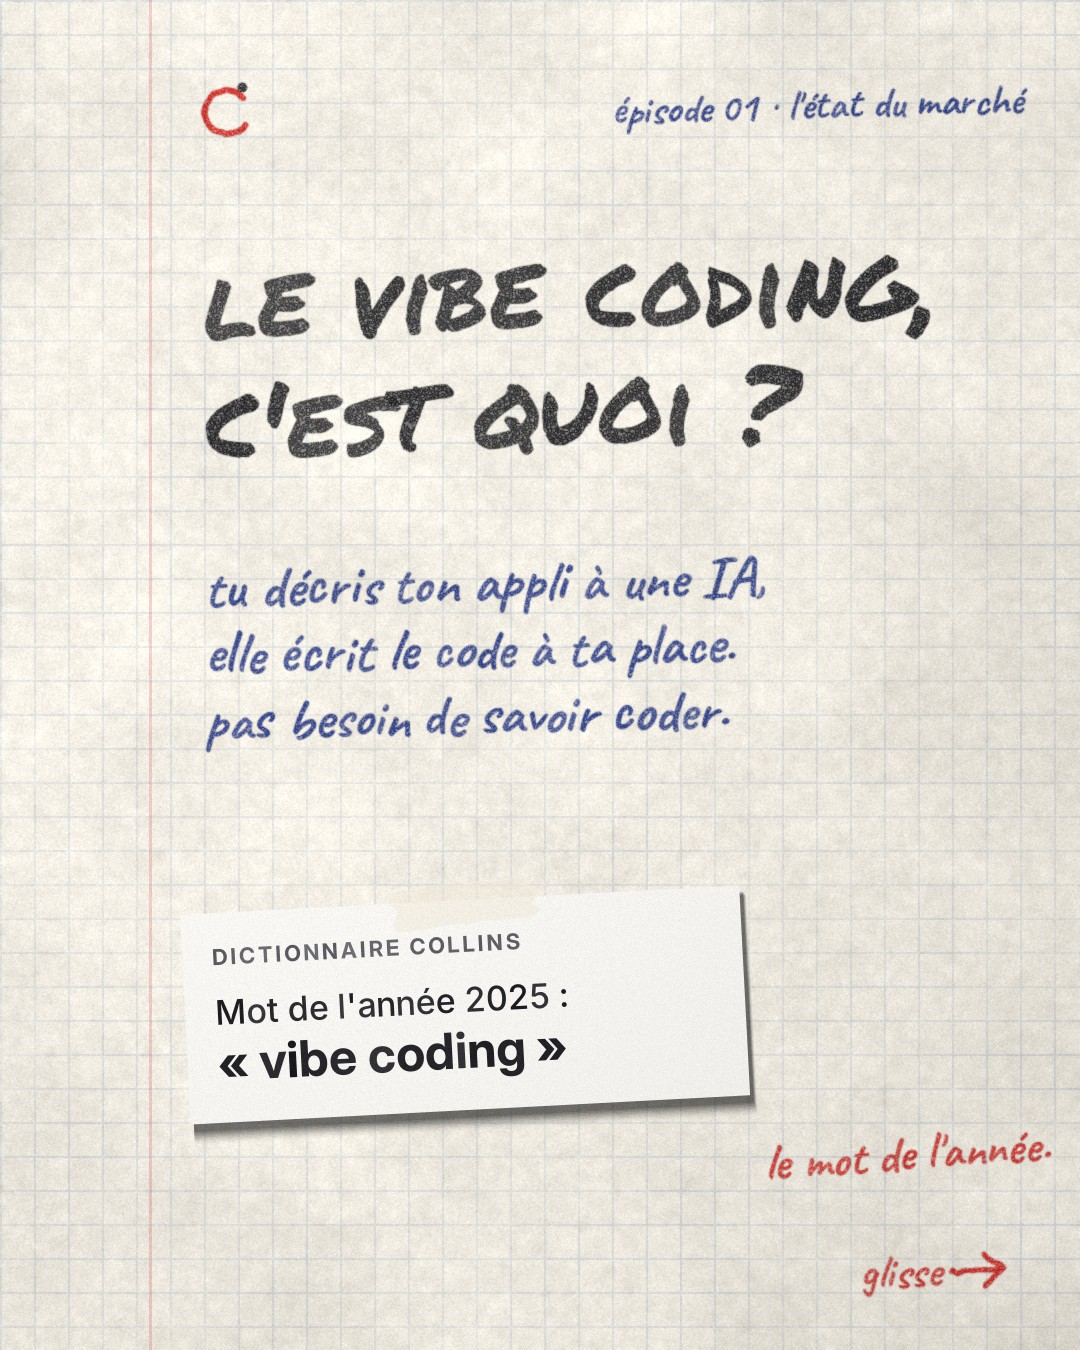 C
épisode 01 · l'état du marché
LE VIBE CODING,
C'EST QUOI ?
tu décris ton appli à une IA,
elle écrit le code à ta place.
pas besoin de savoir coder.
DICTIONNAIRE COLLINS
Mot de l'année 2025 :
« vibe coding »
le mot de l'année.
glisse